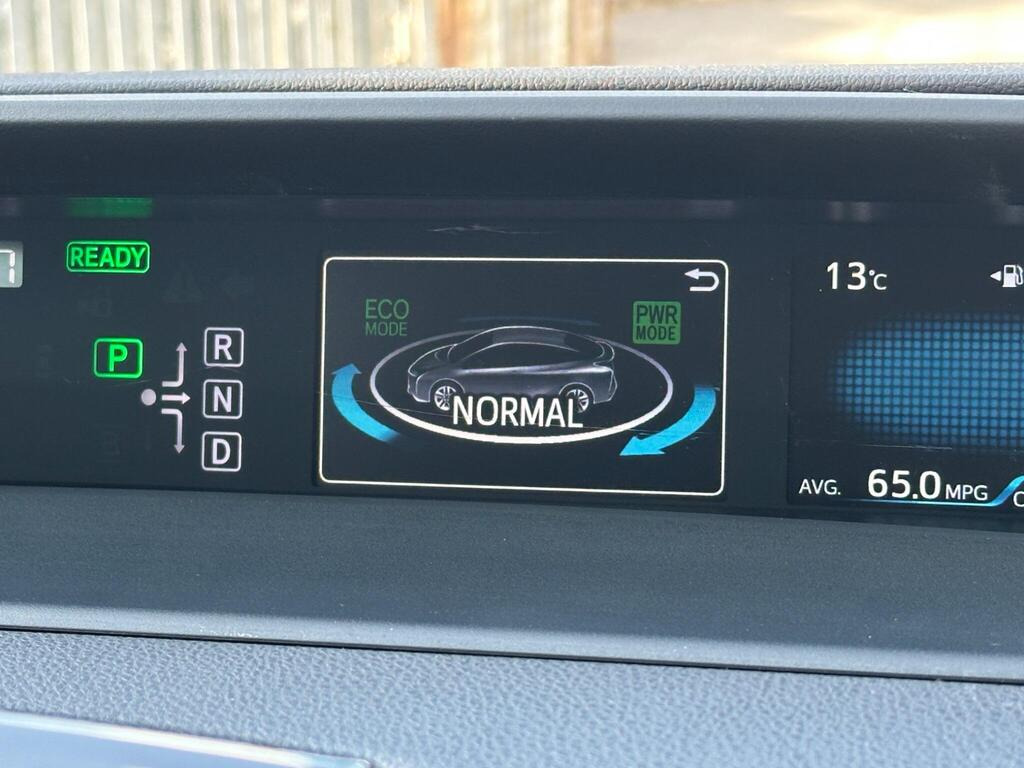 READY
P
R
N
D
ECO
MODE
PWR
MODE
NORMAL
13°C
AVG. 65.0 MPG